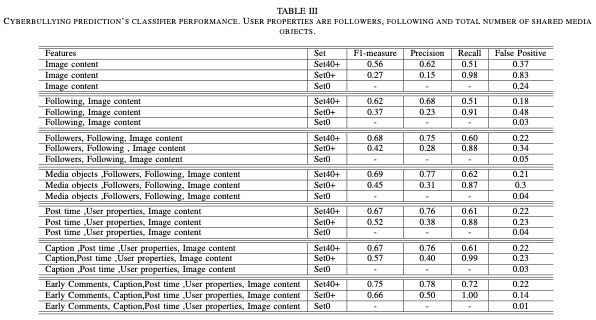 TABLE III
CYBERBULLYING PREDICTION'S CLASSIFIER PERFORMANCE. USER PROPERTIES ARE FOLLOWERS, FOLLOWING AND TOTAL NUMBER OF SHARED MEDIA
OBJECTS.
Features Set F1-measure Precision Recall False Positive
Image content Set40+ 0.56 0.62 0.51 0.37
Image content Set0+ 0.27 0.15 0.98 0.83
Image content Set0 - - - 0.24
Following, Image content Set40+ 0.62 0.68 0.51 0.18
Following, Image content Set0+ 0.37 0.23 0.91 0.48
Following, Image content Set0 - - - 0.03
Followers, Following, Image content Set40+ 0.68 0.75 0.60 0.22
Followers, Following , Image content Set0+ 0.42 0.28 0.88 0.34
Followers, Following, Image content Set0 - - - 0.05
Media objects ,Followers, Following, Image content Set40+ 0.69 0.77 0.62 0.21
Media objects ,Followers, Following, Image content Set0+ 0.45 0.31 0.87 0.3
Media objects ,Followers, Following, Image content Set0 - - - 0.04
Post time ,User properties, Image content Set40+ 0.67 0.76 0.61 0.22
Post time ,User properties, Image content Set0+ 0.52 0.38 0.88 0.23
Post time ,User properties, Image content Set0 - - - 0.04
Caption ,Post time ,User properties, Image content Set40+ 0.67 0.76 0.61 0.22
Caption,Post time ,User properties, Image content Set0+ 0.57 0.40 0.99 0.23
Caption ,Post time ,User properties, Image content Set0 - - - 0.03
Early Comments, Caption,Post time ,User properties, Image content Set40+ 0.75 0.78 0.72 0.22
Early Comments, Caption,Post time ,User properties, Image content Set0+ 0.66 0.50 1.00 0.14
Early Comments, Caption,Post time ,User properties, Image content Set0 - - - 0.01